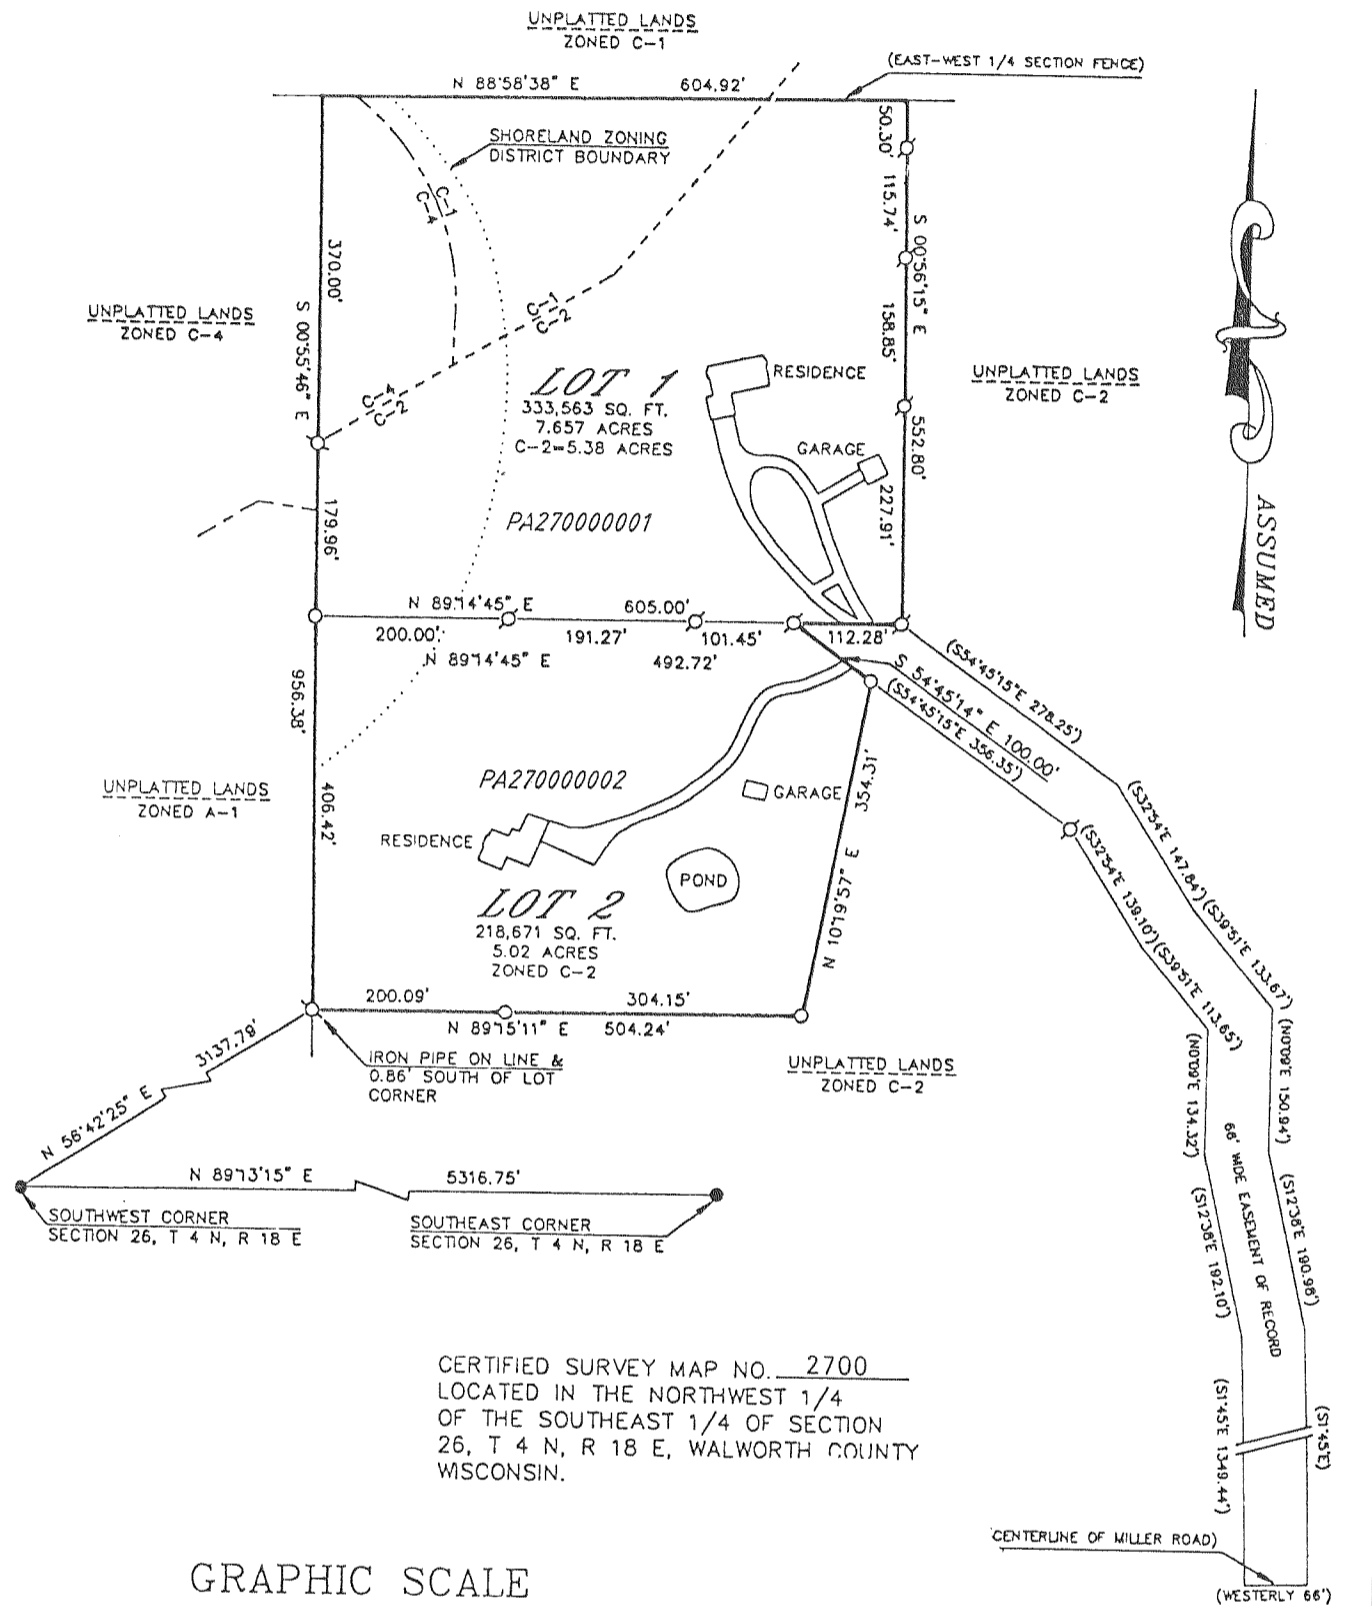 UNPLATTED LANDS
ZONED C-1
(EAST-WEST 1/4 SECTION FENCE)
N 88°58'38" E 604.92'
SHORELAND ZONING
DISTRICT BOUNDARY
50.30'
115.74'
S 00°56'15" E
158.85'
552.80'
227.91'
C-1
C-4
370.00'
S 00°55'46" E
UNPLATTED LANDS
ZONED C-4
C-1
C-2
C-4
C-2
LOT 1
333,563 SQ. FT.
7.657 ACRES
C-2=5.38 ACRES
RESIDENCE
GARAGE
UNPLATTED LANDS
ZONED C-2
ASSUMED
PA270000001
179.96'
N 89°14'45" E 605.00'
200.00' 191.27' 101.45' 112.28'
N 89°14'45" E 492.72'
956.38'
S 54°45'14" E 100.00'
(S54°45'15"E 278.25')
(S54°45'15"E 356.35')
UNPLATTED LANDS
ZONED A-1
406.42'
PA270000002
GARAGE
354.31'
N 10°19'57" E
RESIDENCE
POND
LOT 2
218,671 SQ. FT.
5.02 ACRES
ZONED C-2
(S32°54'E 147.84')
(S32°54'E 139.10')
(S39°51'E 133.67')
(S39°51'E 113.65')
200.09' 304.15'
N 89°15'11" E 504.24'
IRON PIPE ON LINE &
0.86' SOUTH OF LOT
CORNER
UNPLATTED LANDS
ZONED C-2
(N0°09'E 134.32')
(N0°09'E 150.94')
3137.79'
N 56°42'25" E
N 89°13'15" E 5316.75'
SOUTHWEST CORNER
SECTION 26, T 4 N, R 18 E
SOUTHEAST CORNER
SECTION 26, T 4 N, R 18 E
66' WIDE EASEMENT OF RECORD
(S12°38'E 192.10')
(S12°38'E 190.98')
CERTIFIED SURVEY MAP NO. 2700
LOCATED IN THE NORTHWEST 1/4
OF THE SOUTHEAST 1/4 OF SECTION
26, T 4 N, R 18 E, WALWORTH COUNTY
WISCONSIN.
(S1°45'E 1349.44')
(S1°45'E)
CENTERLINE OF MILLER ROAD)
(WESTERLY 66')
GRAPHIC SCALE